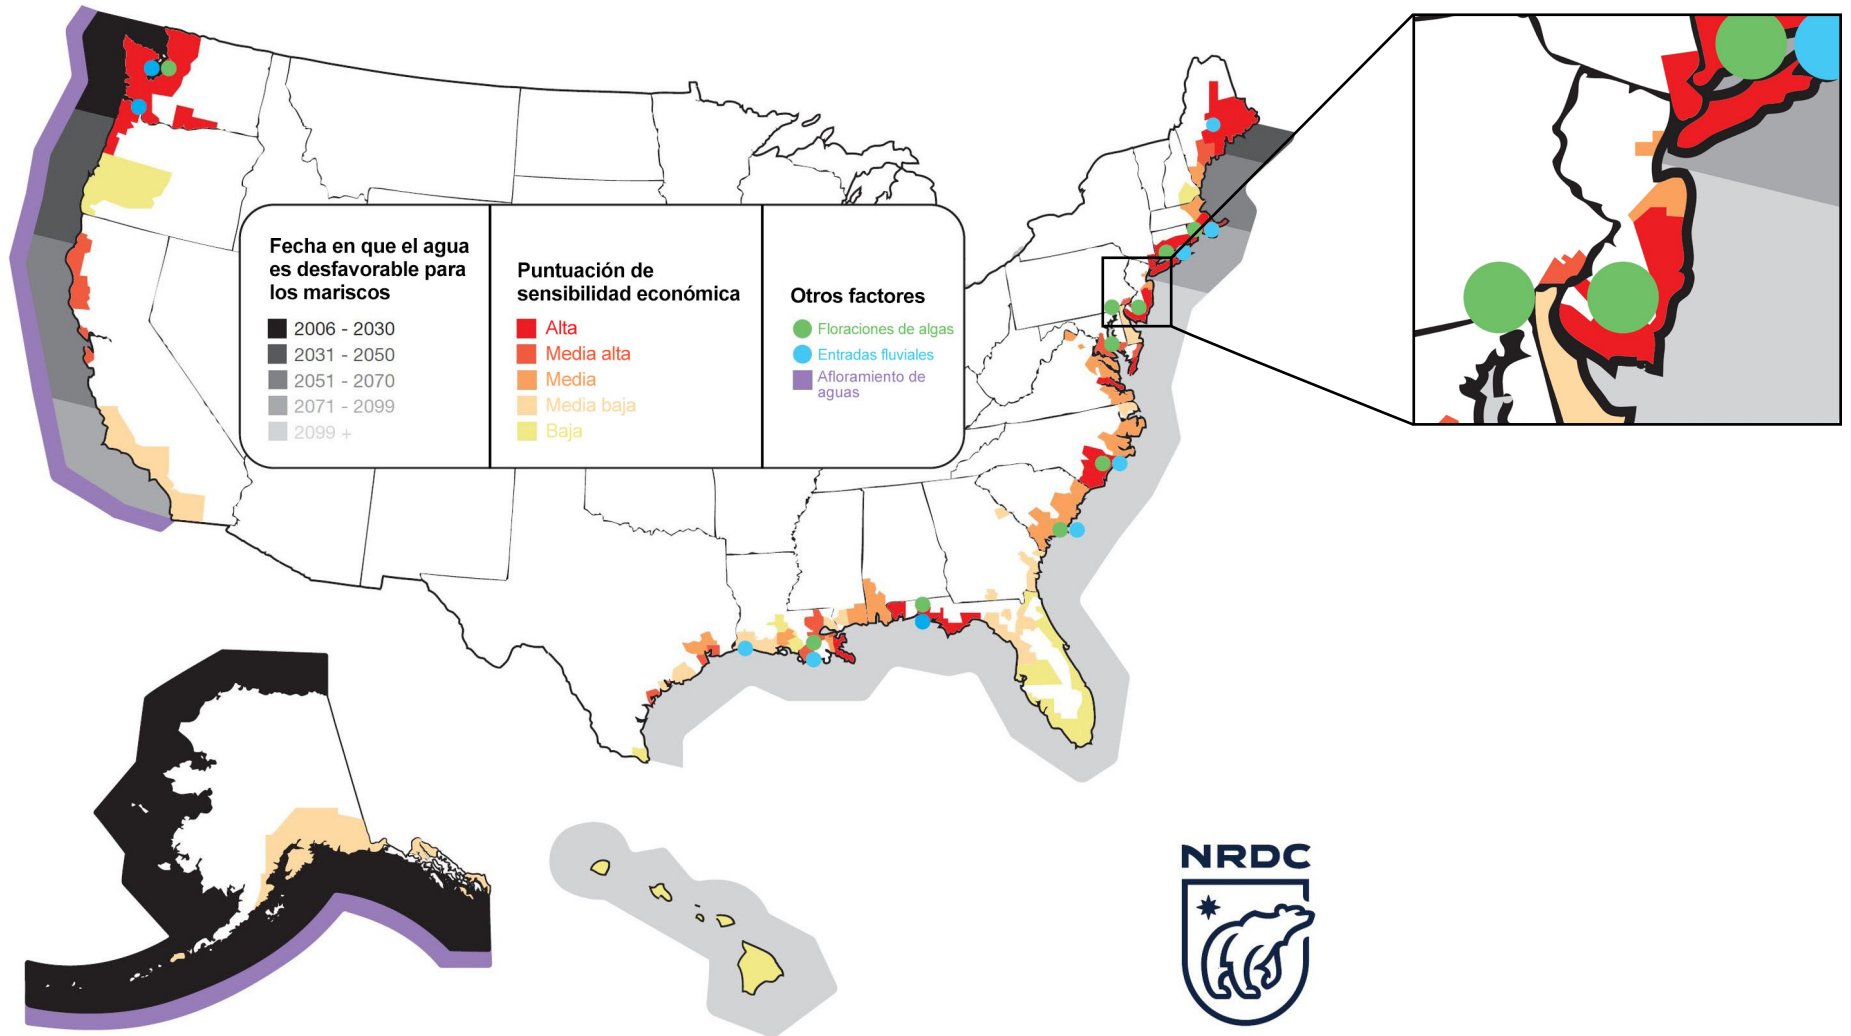 Fecha en que el agua
es desfavorable para
los mariscos
2006 - 2030
2031 - 2050
2051 - 2070
2071 - 2099
2099 +
Puntuación de
sensibilidad económica
Alta
Media alta
Media
Media baja
Baja
Otros factores
Floraciones de algas
Entradas fluviales
Afloramiento de
aguas
NRDC